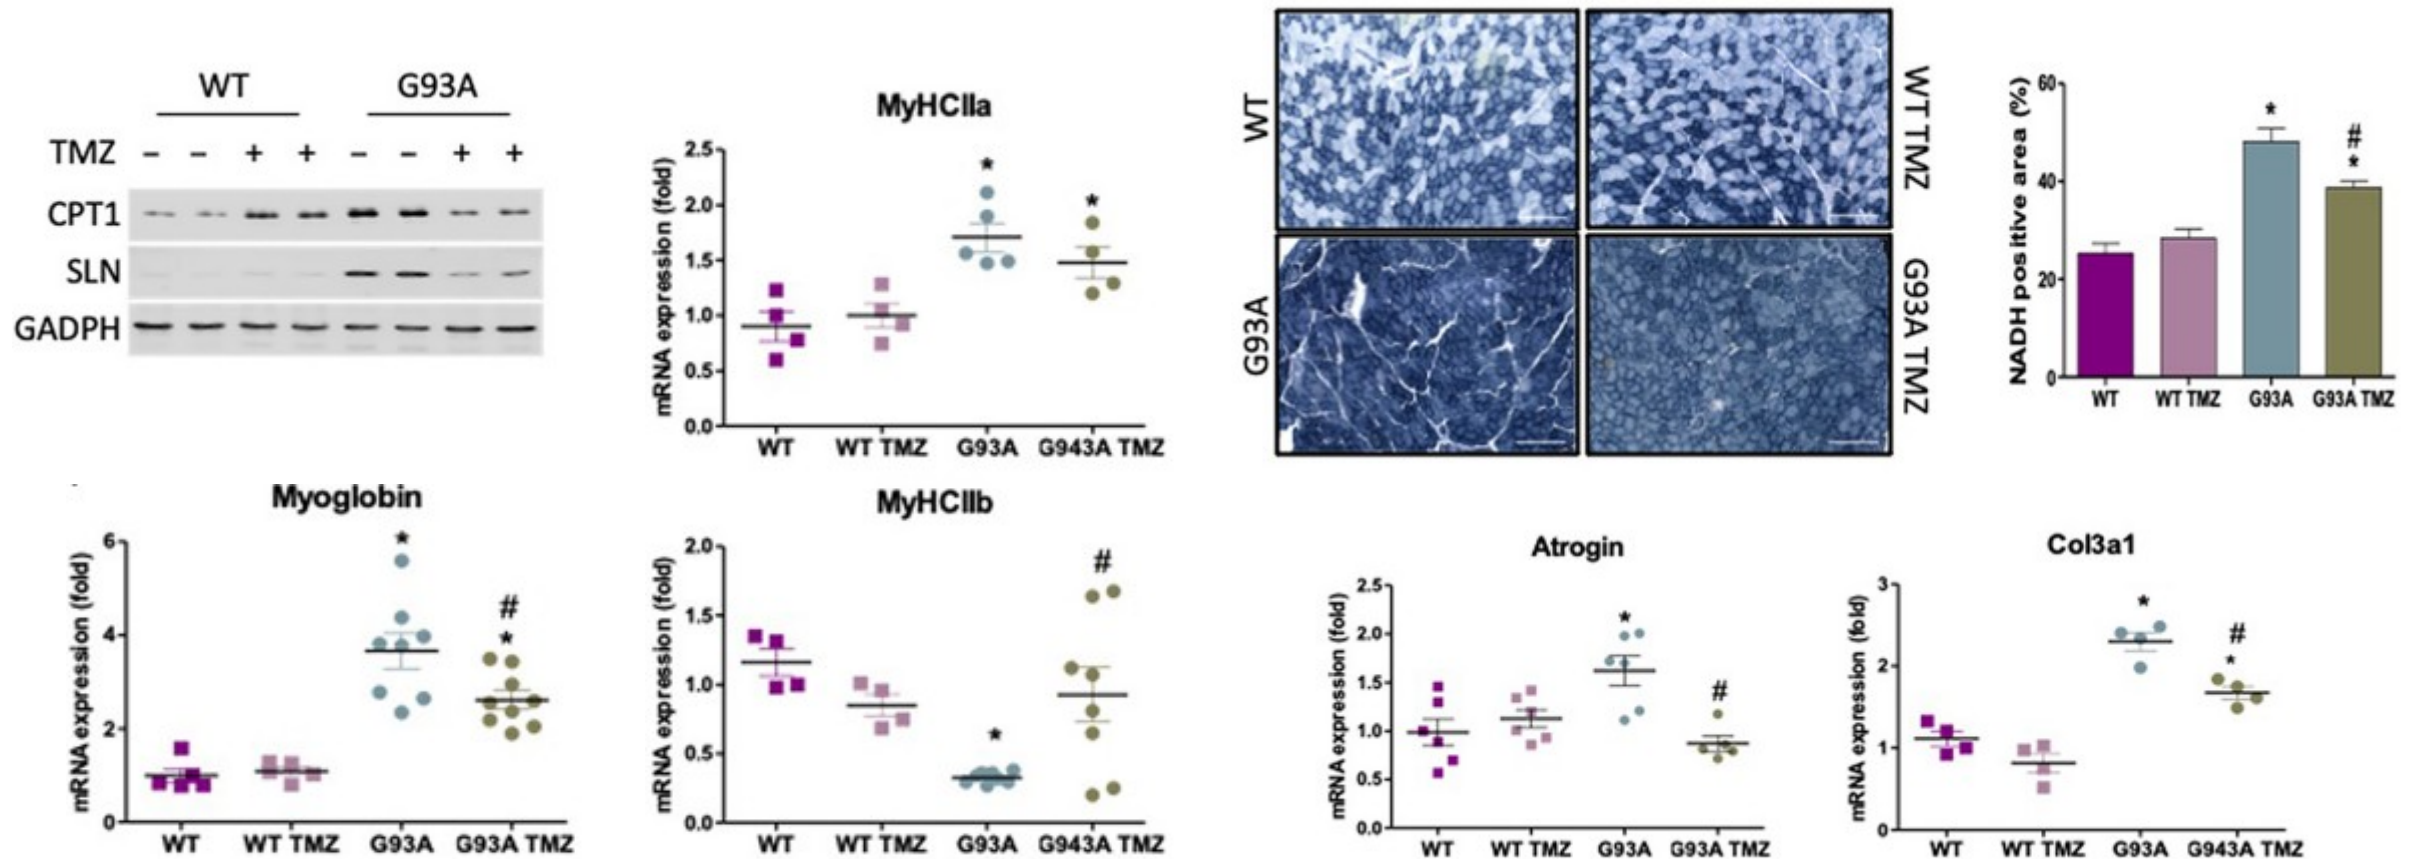 WT G93A
TMZ – – + + – – + +
CPT1
SLN
GADPH
MyHCIIa
mRNA expression (fold)
2.5
2.0
1.5
1.0
0.5
0.0
*
*
WT WT TMZ G93A G943A TMZ
WT
WT TMZ
G93A
G93A TMZ
NADH positive area (%)
60
40
20
0
*
#
*
WT WT TMZ G93A G93A TMZ
Myoglobin
mRNA expression (fold)
6
4
2
0
*
#
*
WT WT TMZ G93A G93A TMZ
MyHCIIb
mRNA expression (fold)
2.0
1.5
1.0
0.5
0.0
*
#
WT WT TMZ G93A G943A TMZ
Atrogin
mRNA expression (fold)
2.5
2.0
1.5
1.0
0.5
0.0
*
#
WT WT TMZ G93A G93A TMZ
Col3a1
mRNA expression (fold)
3
2
1
0
*
#
*
WT WT TMZ G93A G943A TMZ